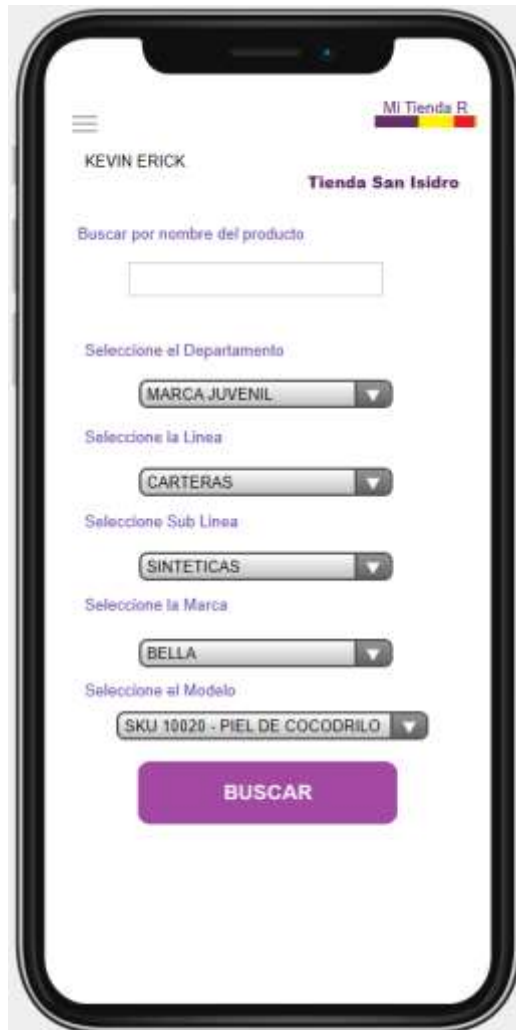 Mi Tienda R
KEVIN ERICK
Tienda San Isidro
Buscar por nombre del producto
Seleccione el Departamento
MARCA JUVENIL
Seleccione la Linea
CARTERAS
Seleccione Sub Linea
SINTETICAS
Seleccione la Marca
BELLA
Seleccione el Modelo
SKU 10020 - PIEL DE COCODRILO
BUSCAR